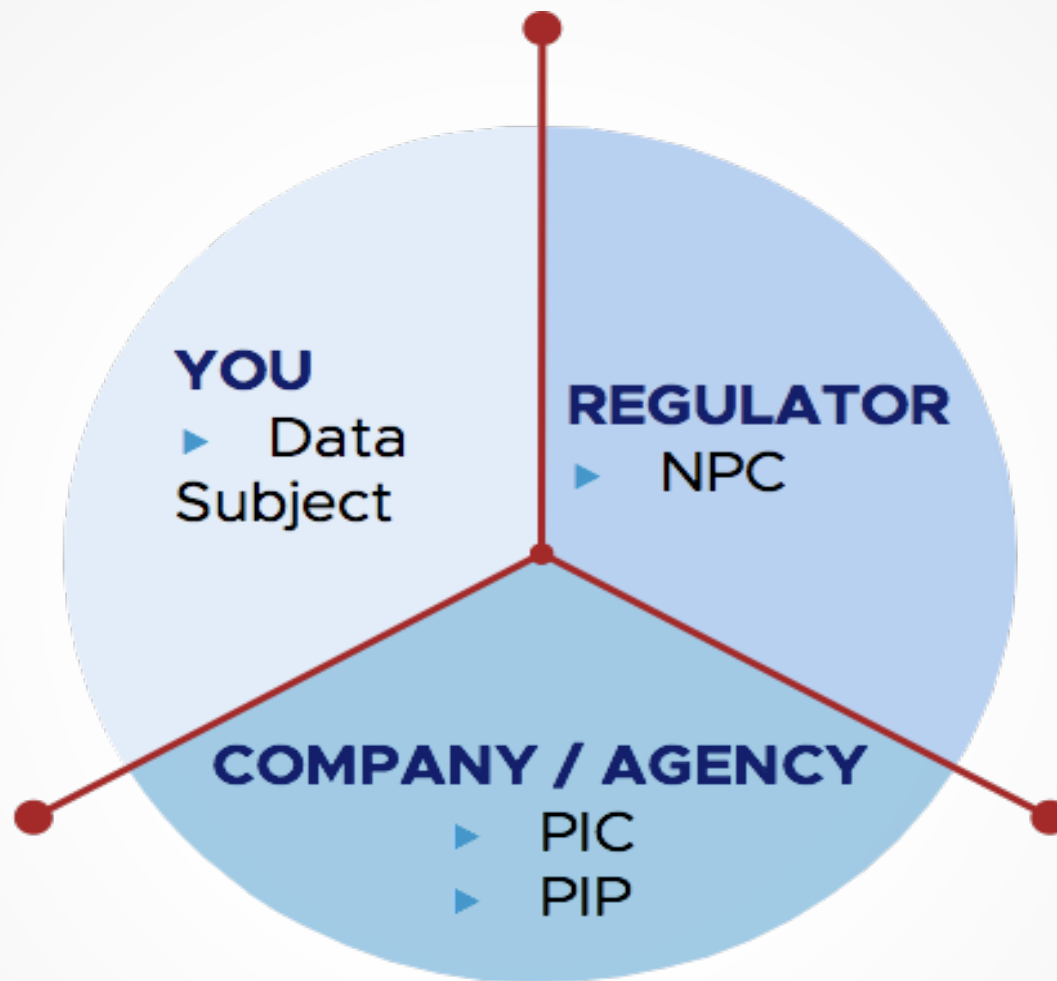 YOU
► Data
Subject
REGULATOR
► NPC
COMPANY / AGENCY
► PIC
► PIP